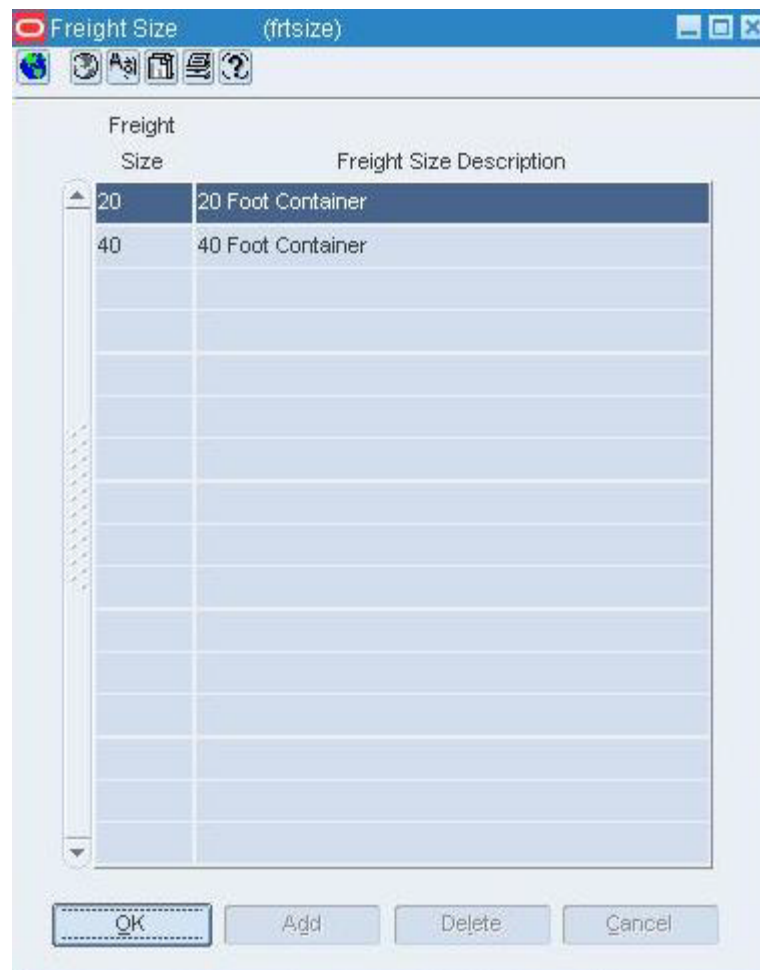 Freight Size (frtsize)
Freight
Size Freight Size Description
20 20 Foot Container
40 40 Foot Container
OK Add Delete Cancel